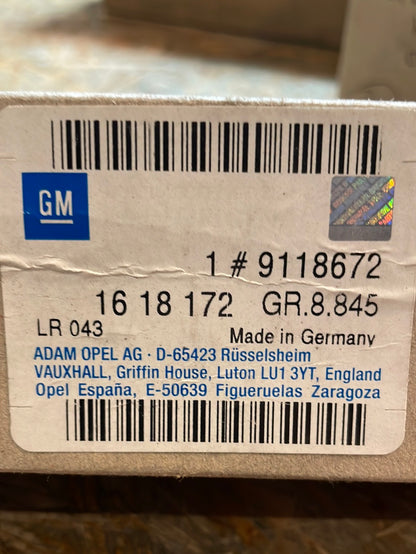 GM
1 # 9118672
16 18 172 GR.8.845
LR 043 Made in Germany
ADAM OPEL AG · D-65423 Rüsselsheim
VAUXHALL, Griffin House, Luton LU1 3YT, England
Opel España, E-50639 Figueruelas Zaragoza